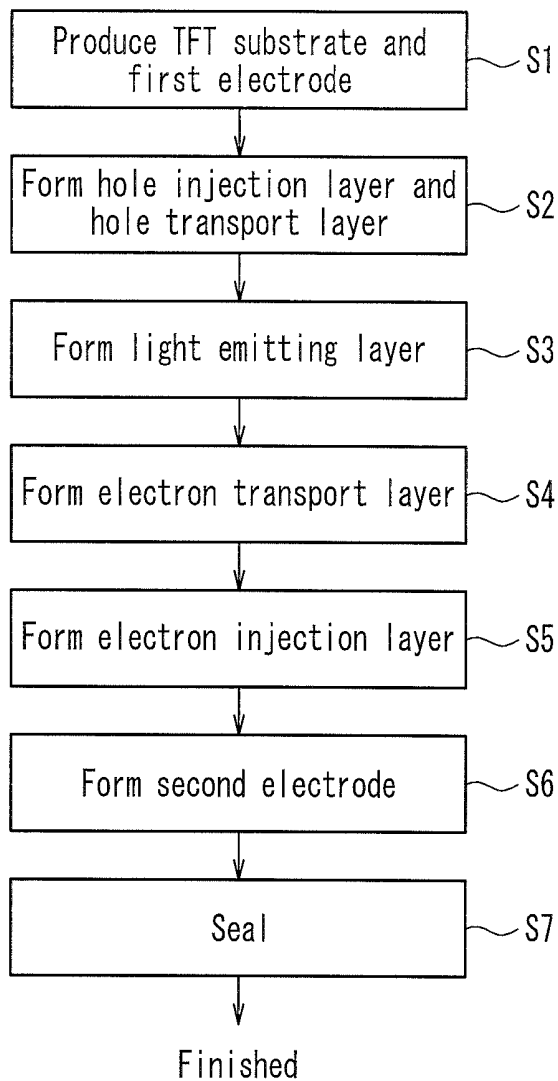 Produce TFT substrate and
first electrode
S1
Form hole injection layer and
hole transport layer
S2
Form light emitting layer
S3
Form electron transport layer
S4
Form electron injection layer
S5
Form second electrode
S6
Seal
S7
Finished